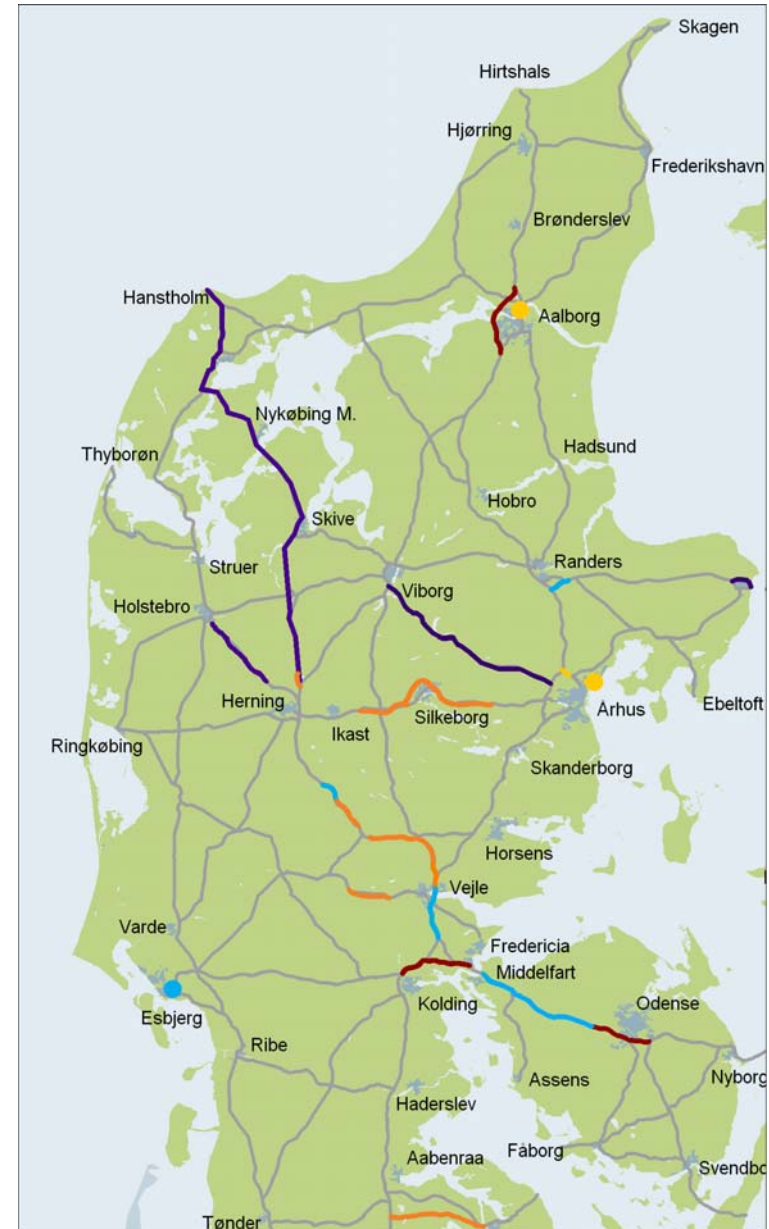 Skagen
Hirtshals
Hjørring
Frederikshavn
Brønderslev
Hanstholm
Aalborg
Nykøbing M.
Thyborøn
Hadsund
Hobro
Skive
Struer
Randers
Viborg
Holstebro
Herning
Silkeborg
Århus
Ebeltoft
Ikast
Ringkøbing
Skanderborg
Horsens
Vejle
Varde
Fredericia
Middelfart
Kolding
Odense
Esbjerg
Ribe
Assens
Nyborg
Haderslev
Fåborg
Aabenraa
Svendbo
Tønder